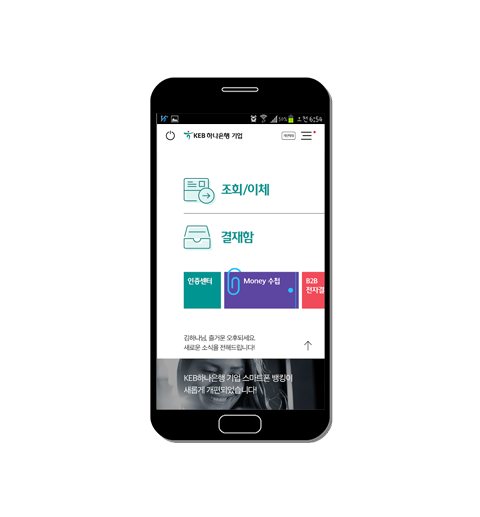 54% 오전 6:54
KEB 하나은행 기업
조회/이체
결재함
인증센터
Money 수첩
B2B
전자결
김하나님, 즐거운 오후되세요.
새로운 소식을 전해드립니다!
KEB하나은행 기업 스마트폰 뱅킹이
새롭게 개편되었습니다!